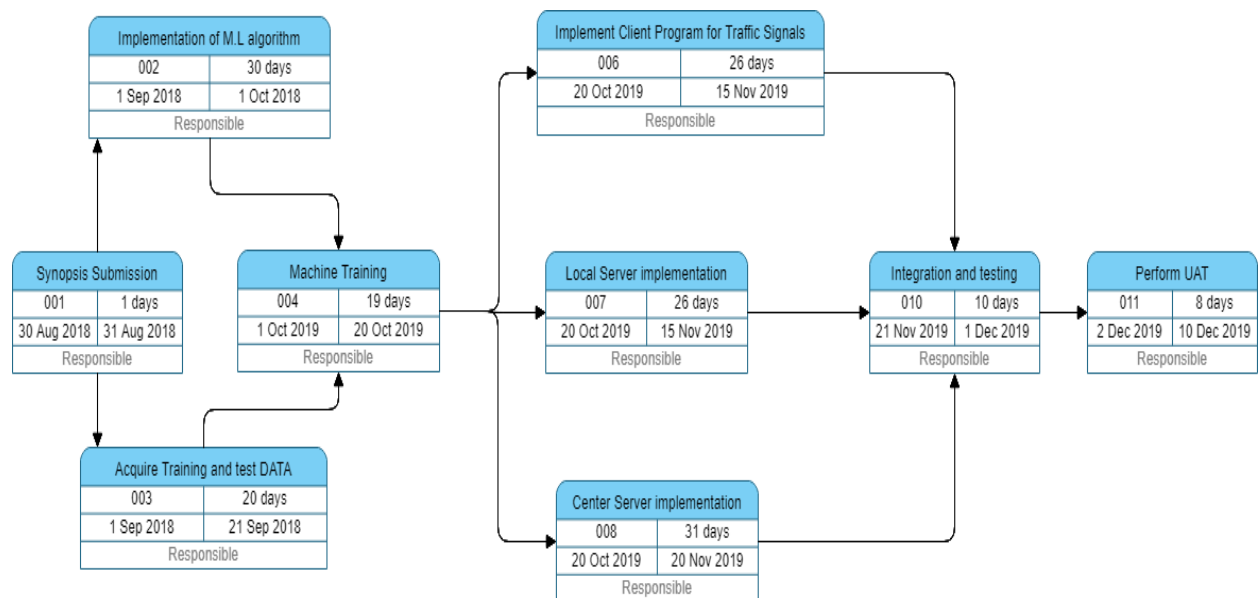 Implementation of M.L algorithm
002 30 days
1 Sep 2018 1 Oct 2018
Responsible
Implement Client Program for Traffic Signals
006 26 days
20 Oct 2019 15 Nov 2019
Responsible
Synopsis Submission
001 1 days
30 Aug 2018 31 Aug 2018
Responsible
Machine Training
004 19 days
1 Oct 2019 20 Oct 2019
Responsible
Local Server implementation
007 26 days
20 Oct 2019 15 Nov 2019
Responsible
Integration and testing
010 10 days
21 Nov 2019 1 Dec 2019
Responsible
Perform UAT
011 8 days
2 Dec 2019 10 Dec 2019
Responsible
Acquire Training and test DATA
003 20 days
1 Sep 2018 21 Sep 2018
Responsible
Center Server implementation
008 31 days
20 Oct 2019 20 Nov 2019
Responsible